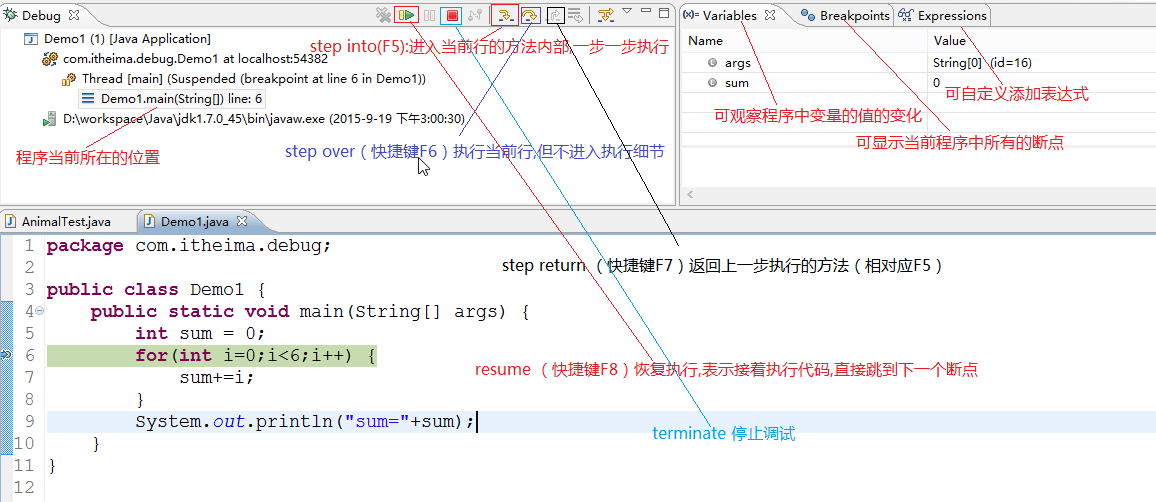 Debug
Demo1 (1) [Java Application]
com.itheima.debug.Demo1 at localhost:54382
Thread [main] (Suspended (breakpoint at line 6 in Demo1))
Demo1.main(String[]) line: 6
D:\workspace\Java\jdk1.7.0_45\bin\javaw.exe (2015-9-19 下午3:00:30)
step into(F5):进入当前行的方法内部,一步一步执行
程序当前所在的位置
step over（快捷键F6）执行当前行,但不进入执行细节
Variables
Breakpoints
Expressions
Name Value
args String[0] (id=16)
sum 0
可自定义添加表达式
可观察程序中变量的值的变化
可显示当前程序中所有的断点
AnimalTest.java
Demo1.java
1 package com.itheima.debug;
2
step return （快捷键F7）返回上一步执行的方法（相对应F5）
3 public class Demo1 {
4 public static void main(String[] args) {
5 int sum = 0;
6 for(int i=0;i<6;i++) {
resume （快捷键F8）恢复执行,表示接着执行代码,直接跳到下一个断点
7 sum+=i;
8 }
9 System.out.println("sum="+sum);
terminate 停止调试
10 }
11 }
12